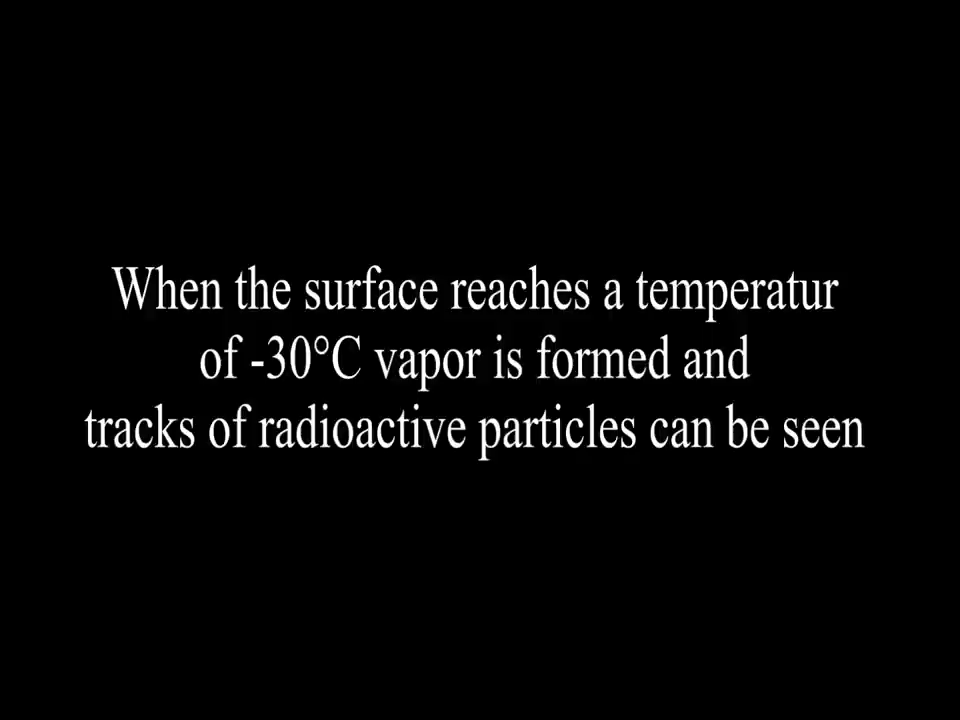 When the surface reaches a temperatur
of -30°C vapor is formed and
tracks of radioactive particles can be seen